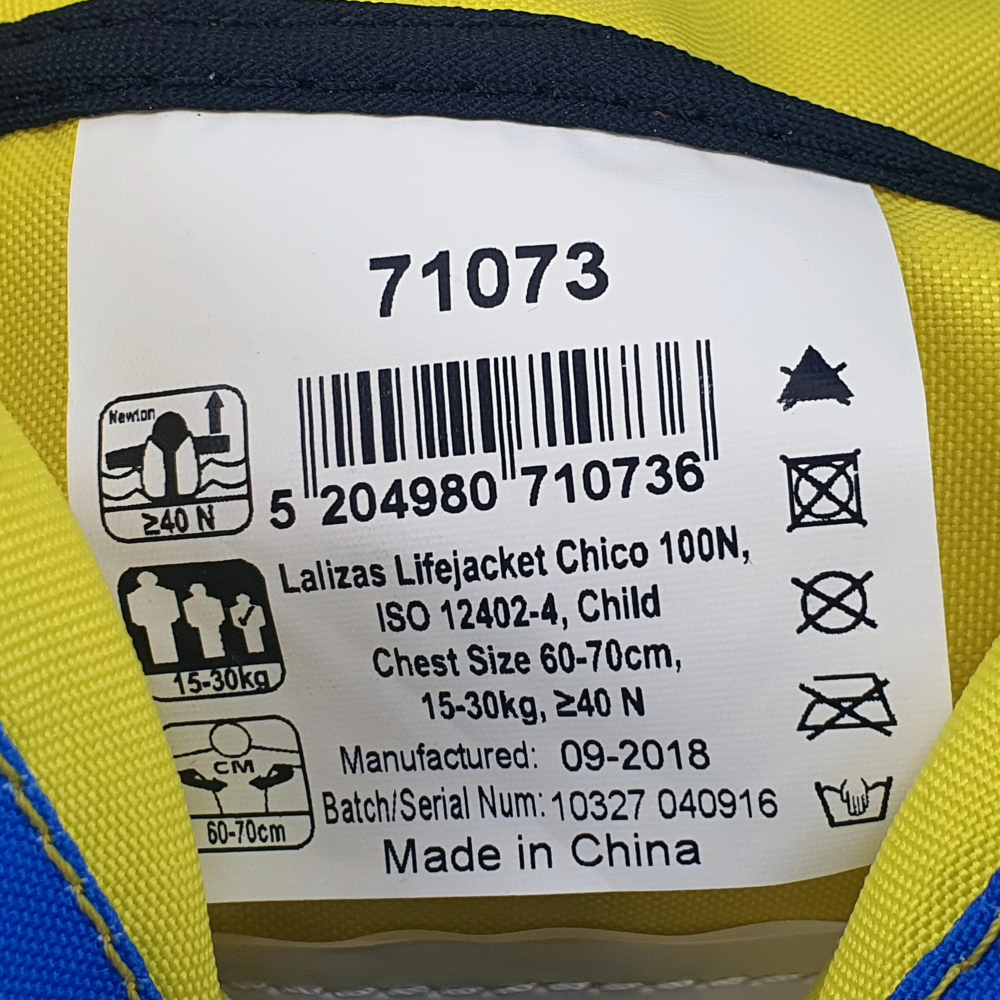 71073
5 204980 710736
Newton
≥40 N
15-30kg
CM
60-70cm
Lalizas Lifejacket Chico 100N,
ISO 12402-4, Child
Chest Size 60-70cm,
15-30kg, ≥40 N
Manufactured: 09-2018
Batch/Serial Num: 10327 040916
Made in China